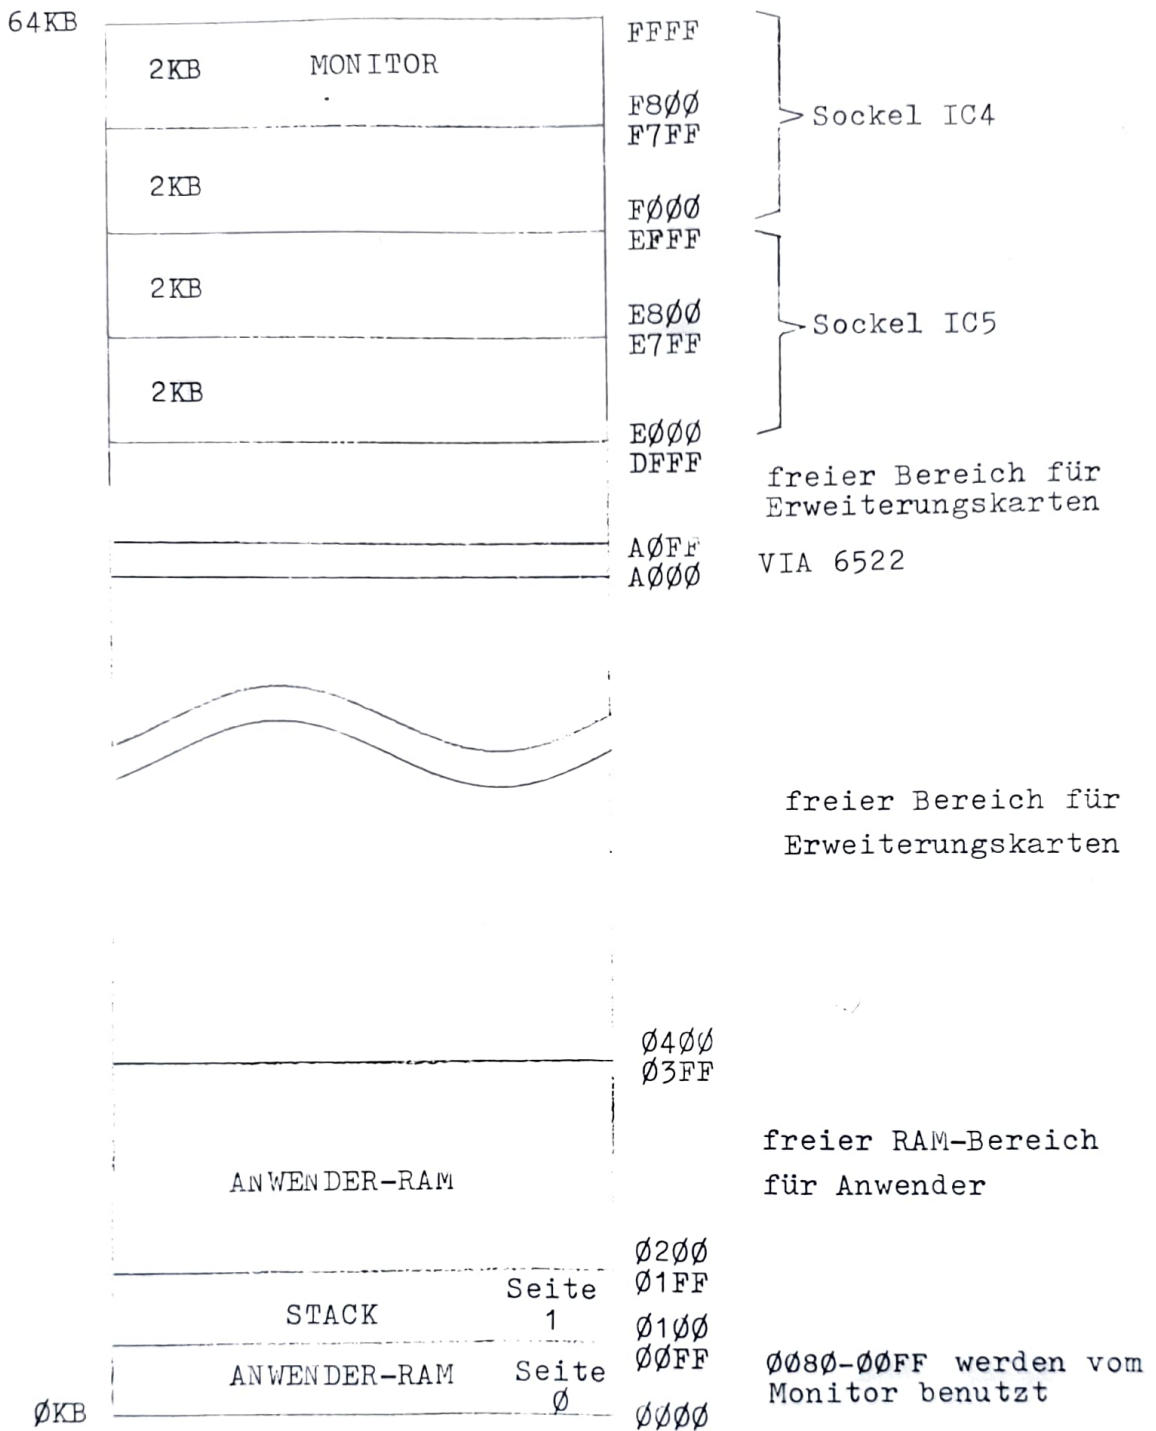 64KB
FFFF
2KB MONITOR
F8ØØ
Sockel IC4
F7FF
2KB
FØØØ
EFFF
2KB
E8ØØ
Sockel IC5
E7FF
2KB
EØØØ
DFFF
freier Bereich für
Erweiterungskarten
AØFF
VIA 6522
AØØØ
freier Bereich für
Erweiterungskarten
Ø4ØØ
Ø3FF
freier RAM-Bereich
ANWENDER-RAM
für Anwender
Ø2ØØ
Ø1FF
Seite
STACK 1
Ø1ØØ
ØØFF
ØØ8Ø-ØØFF werden vom
ANWENDER-RAM Seite
Monitor benutzt
Ø
ØKB
ØØØØ